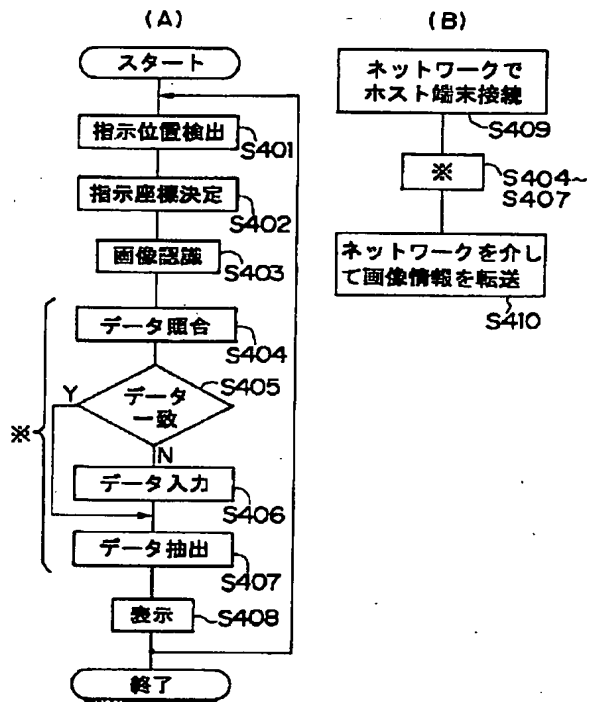 (A)
スタート
指示位置検出
S401
指示座標決定
S402
画像認識
S403
データ照合
S404
データ
一致
S405
Y
N
※
データ入力
S406
データ抽出
S407
表示
S408
終了
(B)
ネットワークで
ホスト端末接続
S409
※
S404~
S407
ネットワークを介し
て画像情報を転送
S410